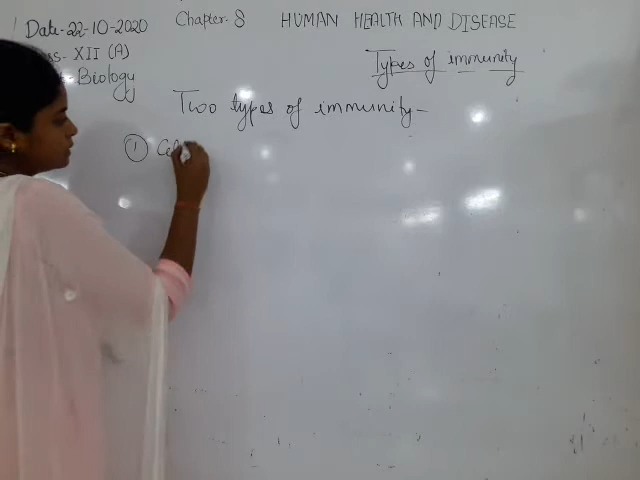 Date-22-10-2020 Chapter-8 HUMAN HEALTH AND DISEASE
XII (A)
Biology
Types of immunity
Two types of immunity-
① Cel